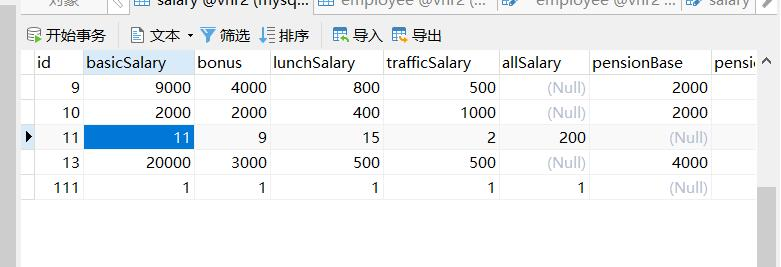 对象 salary @vhr2 (mysq... employee @vhr2 (... employee @vhr2 (m... salary
开始事务 文本 筛选 排序 导入 导出
id basicSalary bonus lunchSalary trafficSalary allSalary pensionBase pensio
9 9000 4000 800 500 (Null) 2000
10 2000 2000 400 1000 (Null) 2000
11 11 9 15 2 200 (Null)
13 20000 3000 500 500 (Null) 4000
111 1 1 1 1 1 (Null)